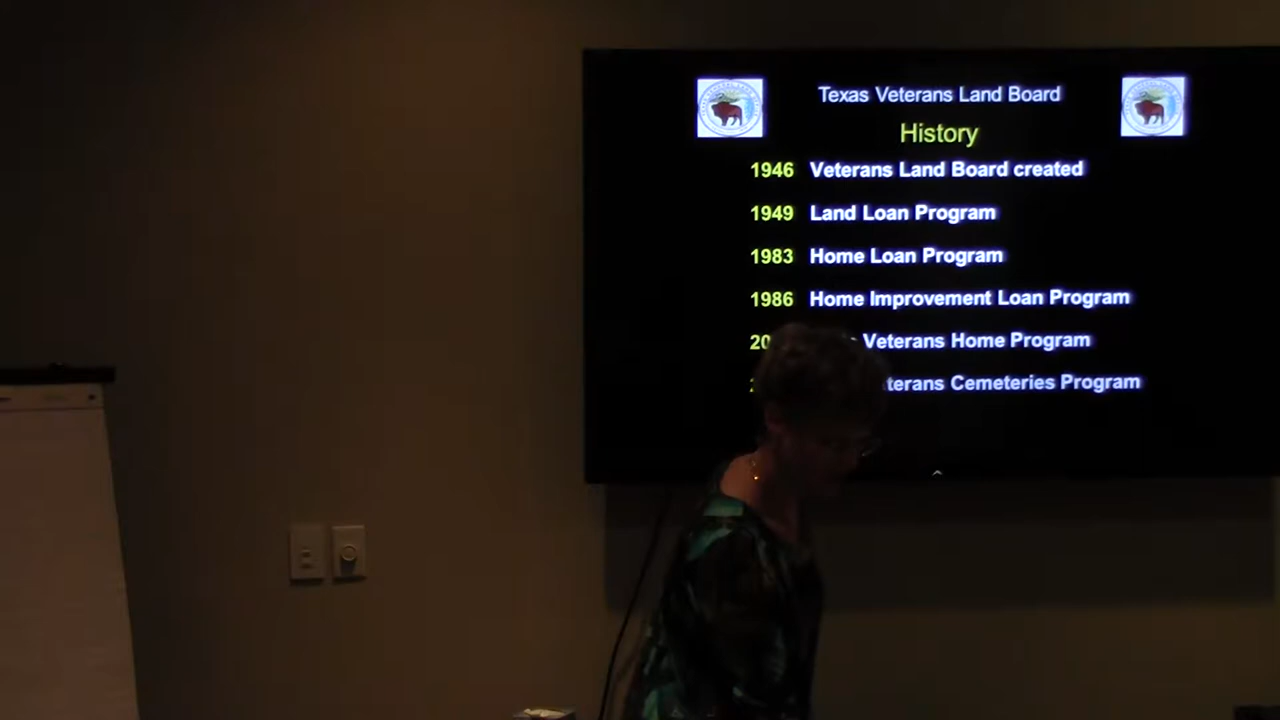 Texas Veterans Land Board
History
1946 Veterans Land Board created
1949 Land Loan Program
1983 Home Loan Program
1986 Home Improvement Loan Program
20 Veterans Home Program
Cemeteries Program